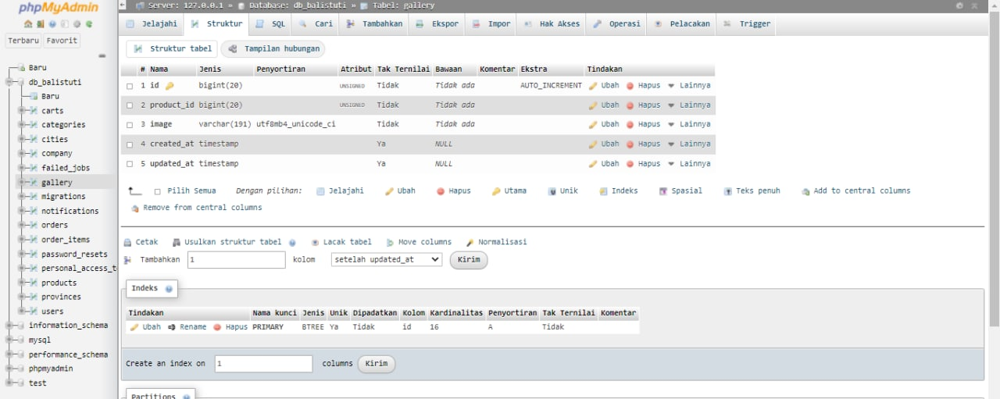 phpMyAdmin
Terbaru Favorit
Baru
db_balistuti
Baru
carts
categories
cities
company
failed_jobs
gallery
migrations
notifications
orders
order_items
password_resets
personal_access_t
products
provinces
users
information_schema
mysql
performance_schema
phpmyadmin
test
Server: 127.0.0.1 » Database: db_balistuti » Tabel: gallery
Jelajahi Struktur SQL Cari Tambahkan Ekspor Impor Hak Akses Operasi Pelacakan Trigger
Struktur tabel Tampilan hubungan
# Nama Jenis Penyortiran Atribut Tak Ternilai Bawaan Komentar Ekstra Tindakan
1 id bigint(20) UNSIGNED Tidak Tidak ada AUTO_INCREMENT Ubah Hapus Lainnya
2 product_id bigint(20) UNSIGNED Tidak Tidak ada Ubah Hapus Lainnya
3 image varchar(191) utf8mb4_unicode_ci Tidak Tidak ada Ubah Hapus Lainnya
4 created_at timestamp Ya NULL Ubah Hapus Lainnya
5 updated_at timestamp Ya NULL Ubah Hapus Lainnya
Pilih Semua Dengan pilihan: Jelajahi Ubah Hapus Utama Unik Indeks Spasial Teks penuh Add to central columns
Remove from central columns
Cetak Usulkan struktur tabel Lacak tabel Move columns Normalisasi
Tambahkan 1 kolom setelah updated_at Kirim
Indeks
Tindakan Nama kunci Jenis Unik Dipadatkan Kolom Kardinalitas Penyortiran Tak Ternilai Komentar
Ubah Rename Hapus PRIMARY BTREE Ya Tidak id 16 A Tidak
Create an index on 1 columns Kirim
Partitions